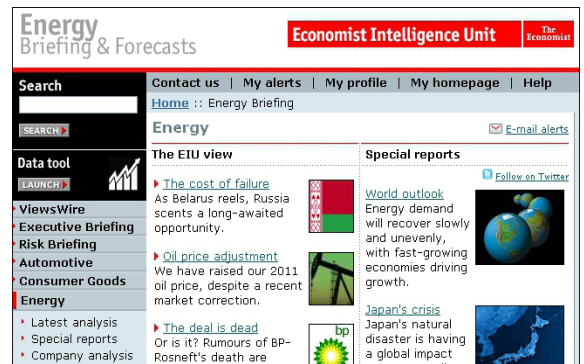 Energy
Briefing & Forecasts
Economist Intelligence Unit
The
Economist
Search
SEARCH
Data tool
LAUNCH
ViewsWire
Executive Briefing
Risk Briefing
Automotive
Consumer Goods
Energy
Latest analysis
Special reports
Company analysis
Contact us | My alerts | My profile | My homepage | Help
Home :: Energy Briefing
Energy
E-mail alerts
The EIU view
The cost of failure
As Belarus reels, Russia
scents a long-awaited
opportunity.
Oil price adjustment
We have raised our 2011
oil price, despite a recent
market correction.
The deal is dead
Or is it? Rumours of BP-
Rosneft's death are
bp
Special reports
Follow on Twitter
World outlook
Energy demand
will recover slowly
and unevenly,
with fast-growing
economies driving
growth.
Japan's crisis
Japan's natural
disaster is having
a global impact